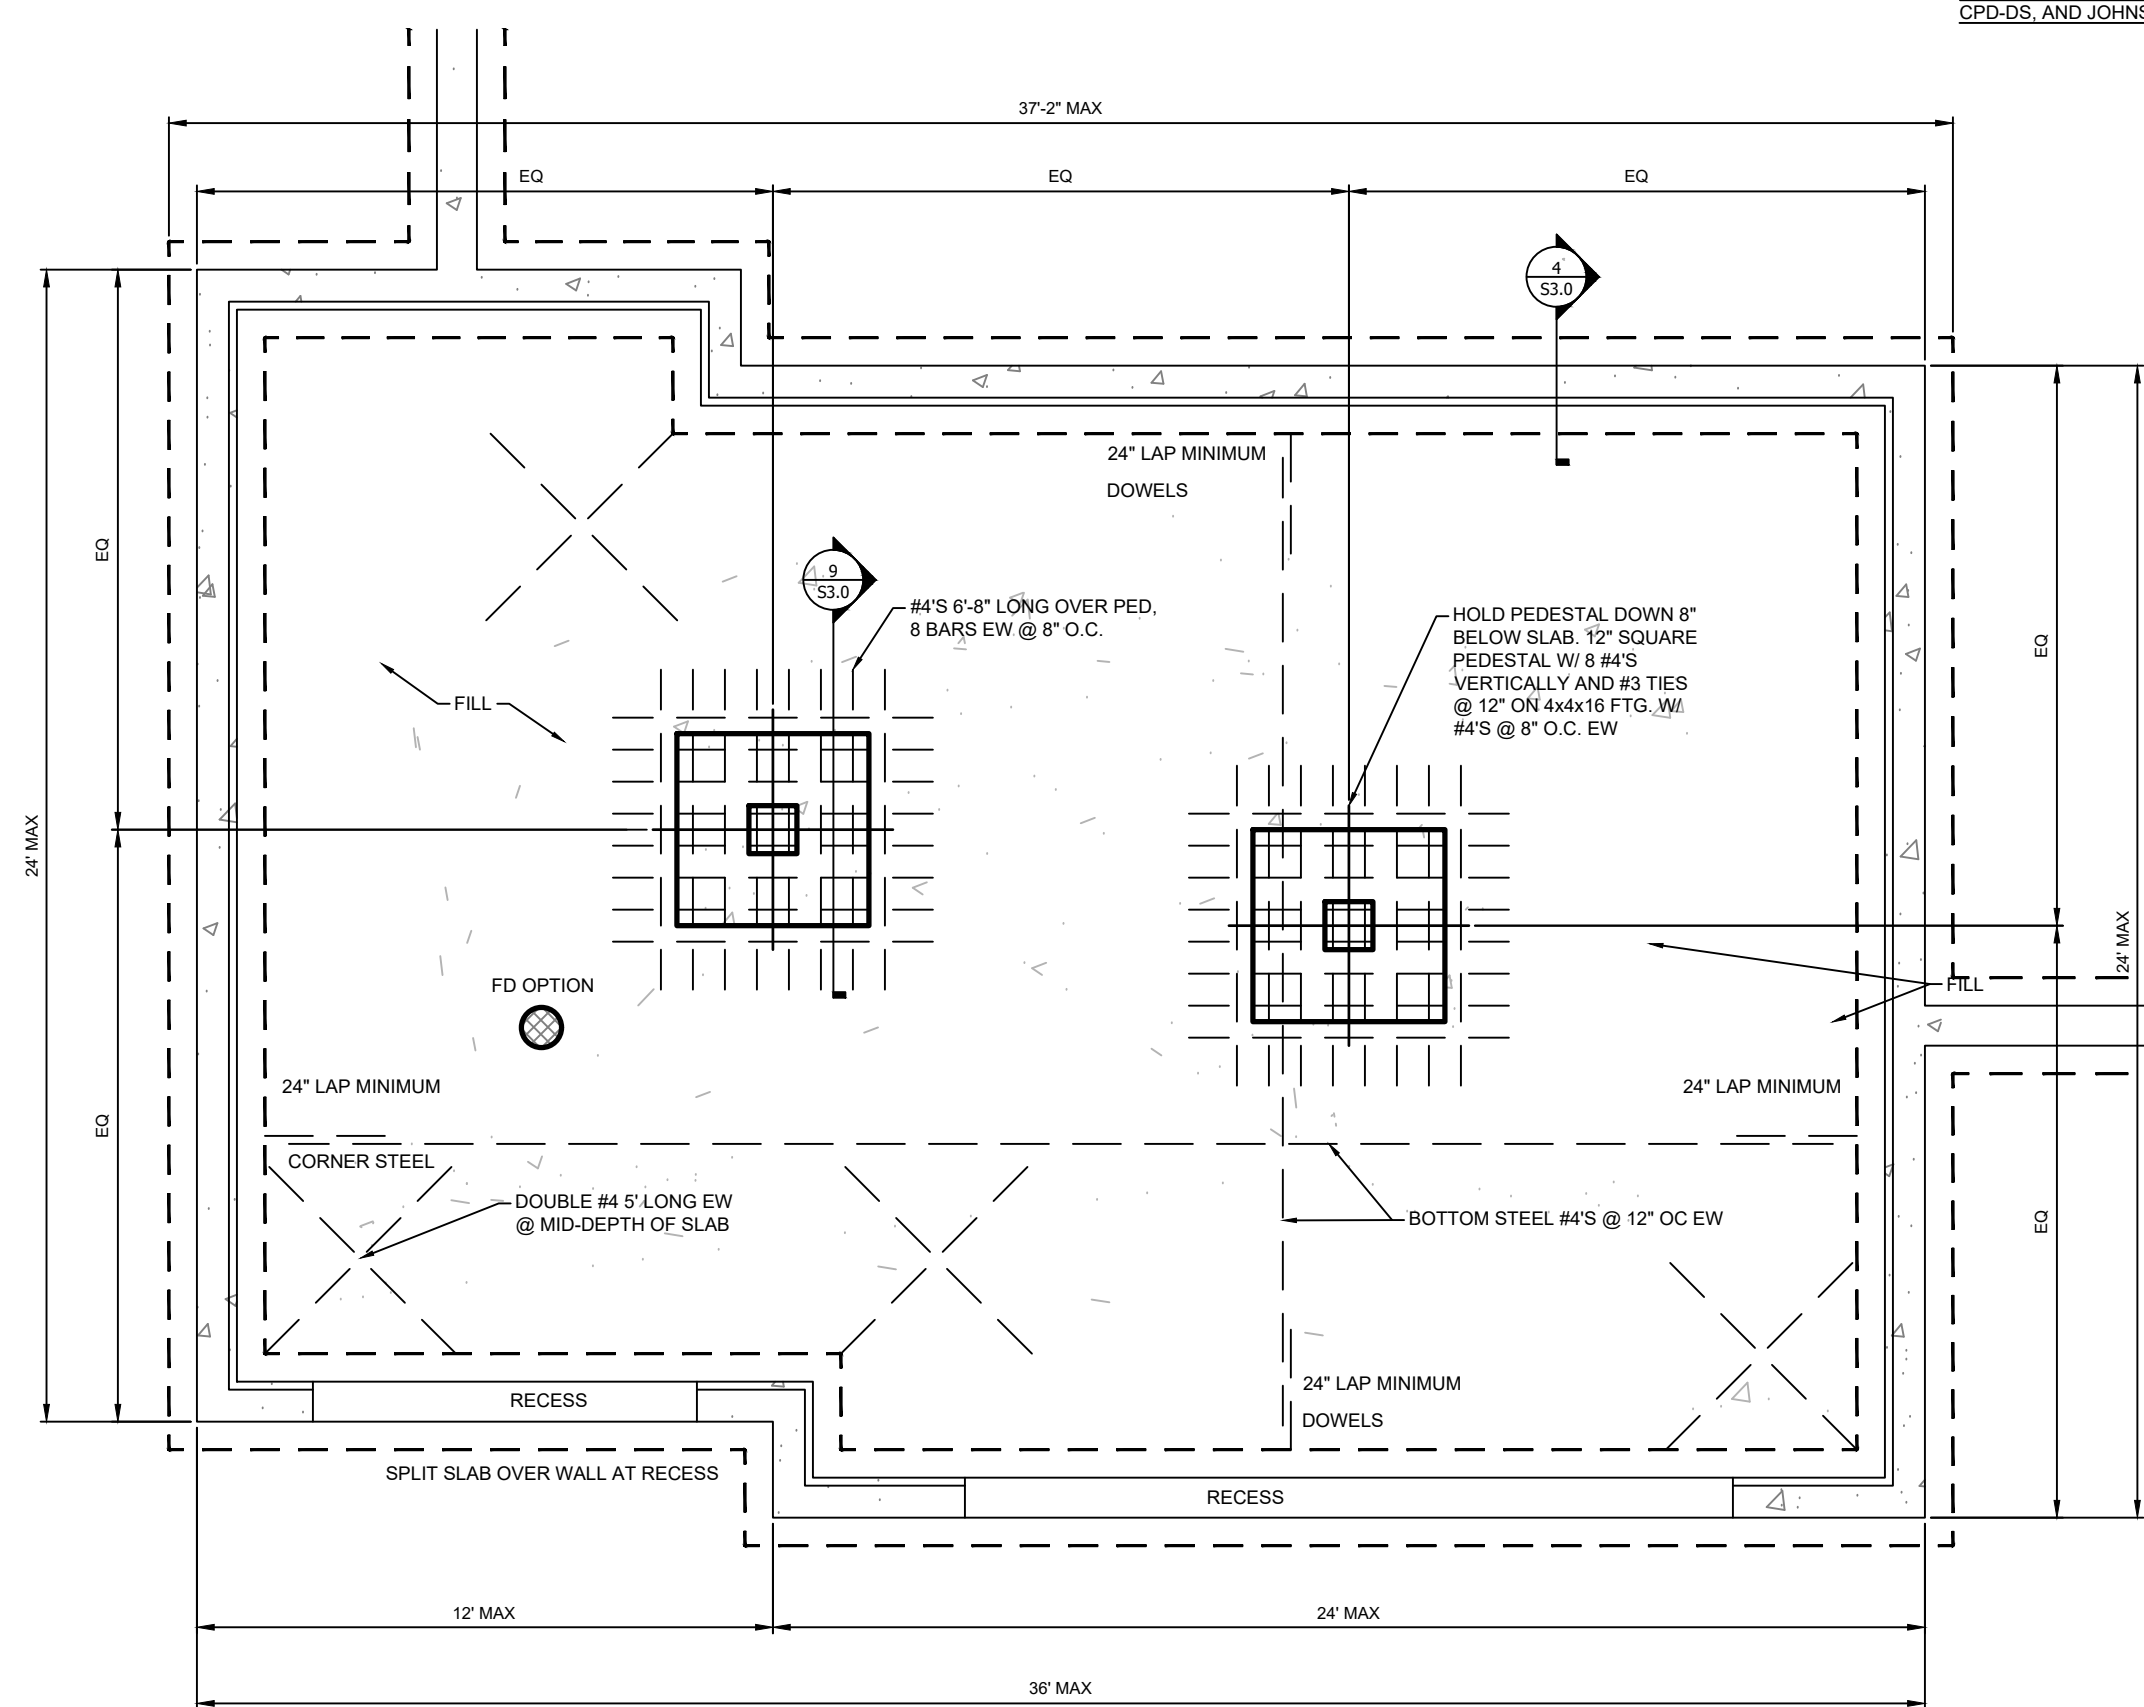 CPD-DS, AND JOHNS
37'-2" MAX
EQ
EQ
EQ
4
S3.0
24" LAP MINIMUM
DOWELS
9
S3.0
#4'S 6'-8" LONG OVER PED,
8 BARS EW @ 8" O.C.
HOLD PEDESTAL DOWN 8"
BELOW SLAB. 12" SQUARE
PEDESTAL W/ 8 #4'S
VERTICALLY AND #3 TIES
@ 12" ON 4x4x16 FTG. W/
#4'S @ 8" O.C. EW
EQ
EQ
FILL
24' MAX
24' MAX
FD OPTION
FILL
24" LAP MINIMUM
24" LAP MINIMUM
EQ
EQ
CORNER STEEL
DOUBLE #4 5' LONG EW
@ MID-DEPTH OF SLAB
BOTTOM STEEL #4'S @ 12" OC EW
RECESS
24" LAP MINIMUM
DOWELS
SPLIT SLAB OVER WALL AT RECESS
RECESS
12' MAX
24' MAX
36' MAX